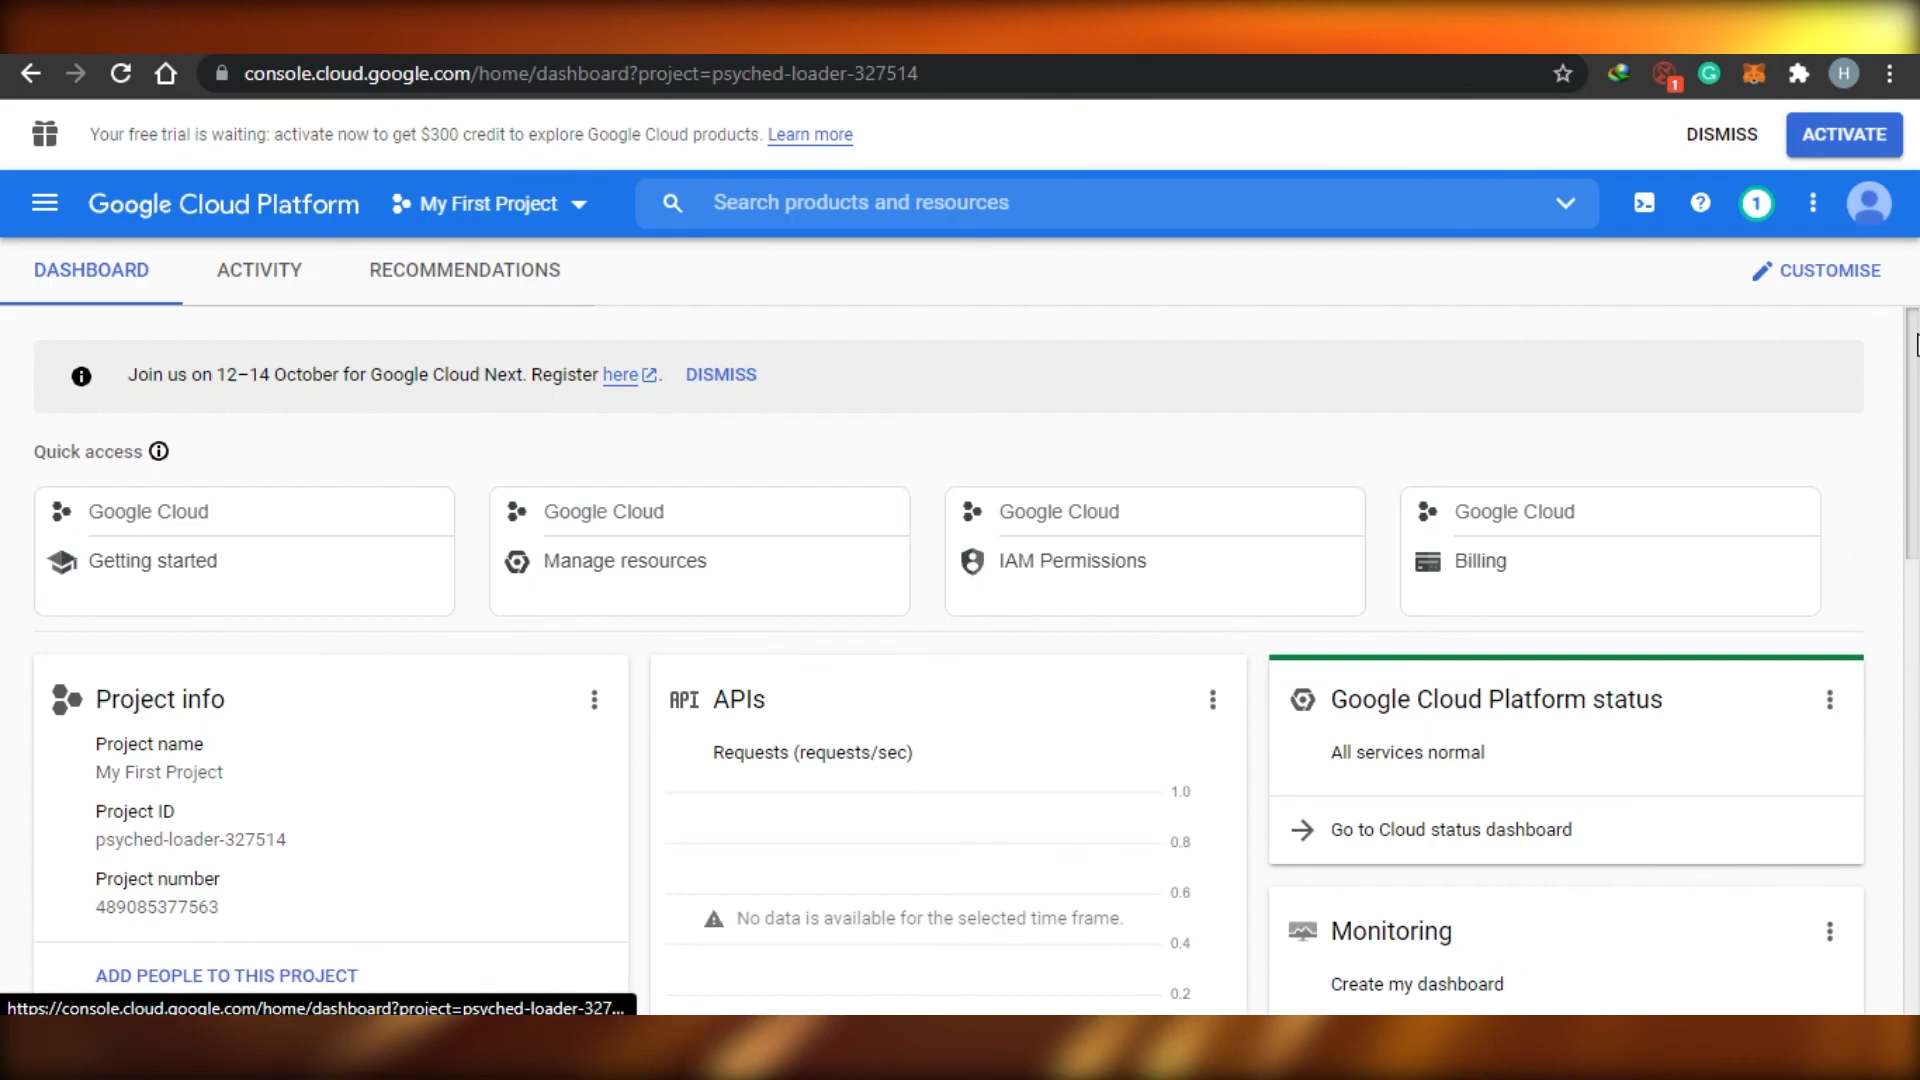 console.cloud.google.com/home/dashboard?project=psyched-loader-327514
1
G
H
Your free trial is waiting: activate now to get $300 credit to explore Google Cloud products. Learn more
DISMISS
ACTIVATE
Google Cloud Platform
My First Project
Search products and resources
?
1
DASHBOARD
ACTIVITY
RECOMMENDATIONS
CUSTOMISE
Join us on 12–14 October for Google Cloud Next. Register here. DISMISS
Quick access
Google Cloud
Getting started
Google Cloud
Manage resources
Google Cloud
IAM Permissions
Google Cloud
Billing
Project info
Project name
My First Project
Project ID
psyched-loader-327514
Project number
489085377563
ADD PEOPLE TO THIS PROJECT
API APIs
Requests (requests/sec)
1.0
0.8
0.6
No data is available for the selected time frame.
0.4
0.2
Google Cloud Platform status
All services normal
Go to Cloud status dashboard
Monitoring
Create my dashboard
https://console.cloud.google.com/home/dashboard?project=psyched-loader-327...